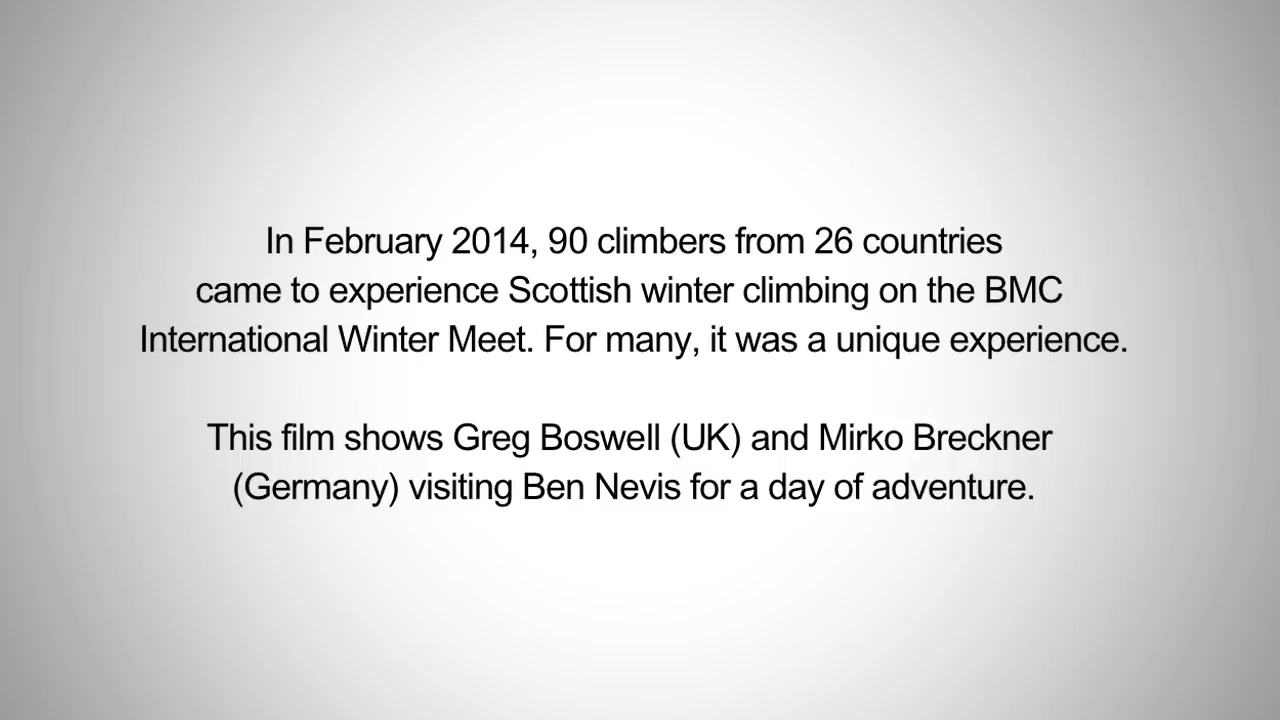 In February 2014, 90 climbers from 26 countries
came to experience Scottish winter climbing on the BMC
International Winter Meet. For many, it was a unique experience.
This film shows Greg Boswell (UK) and Mirko Breckner
(Germany) visiting Ben Nevis for a day of adventure.